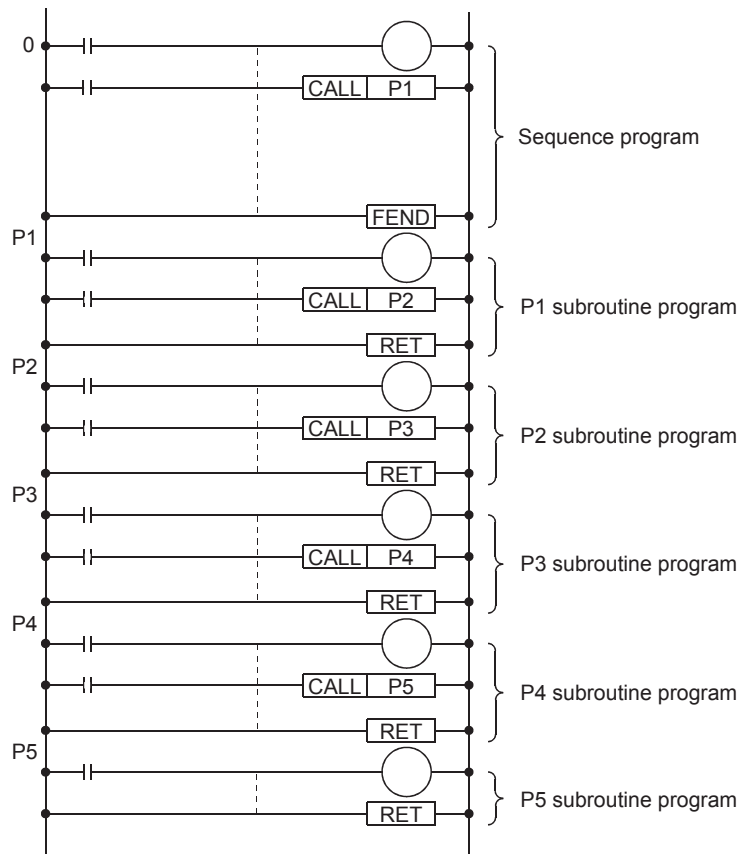 0
CALL P1
Sequence program
FEND
P1
CALL P2
P1 subroutine program
RET
P2
CALL P3
P2 subroutine program
RET
P3
CALL P4
P3 subroutine program
RET
P4
CALL P5
P4 subroutine program
RET
P5
P5 subroutine program
RET